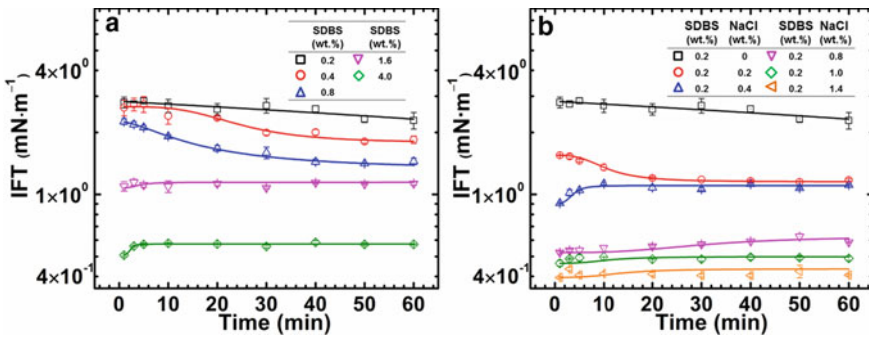 a
SDBS SDBS
(wt.%) (wt.%)
0.2 1.6
0.4 4.0
0.8
4×10⁰
1×10⁰
4×10⁻¹
IFT (mN·m⁻¹)
0 10 20 30 40 50 60
Time (min)
b
SDBS NaCl SDBS NaCl
(wt.%) (wt.%) (wt.%) (wt.%)
0.2 0 0.2 0.8
0.2 0.2 0.2 1.0
0.2 0.4 0.2 1.4
4×10⁰
1×10⁰
4×10⁻¹
IFT (mN·m⁻¹)
0 10 20 30 40 50 60
Time (min)